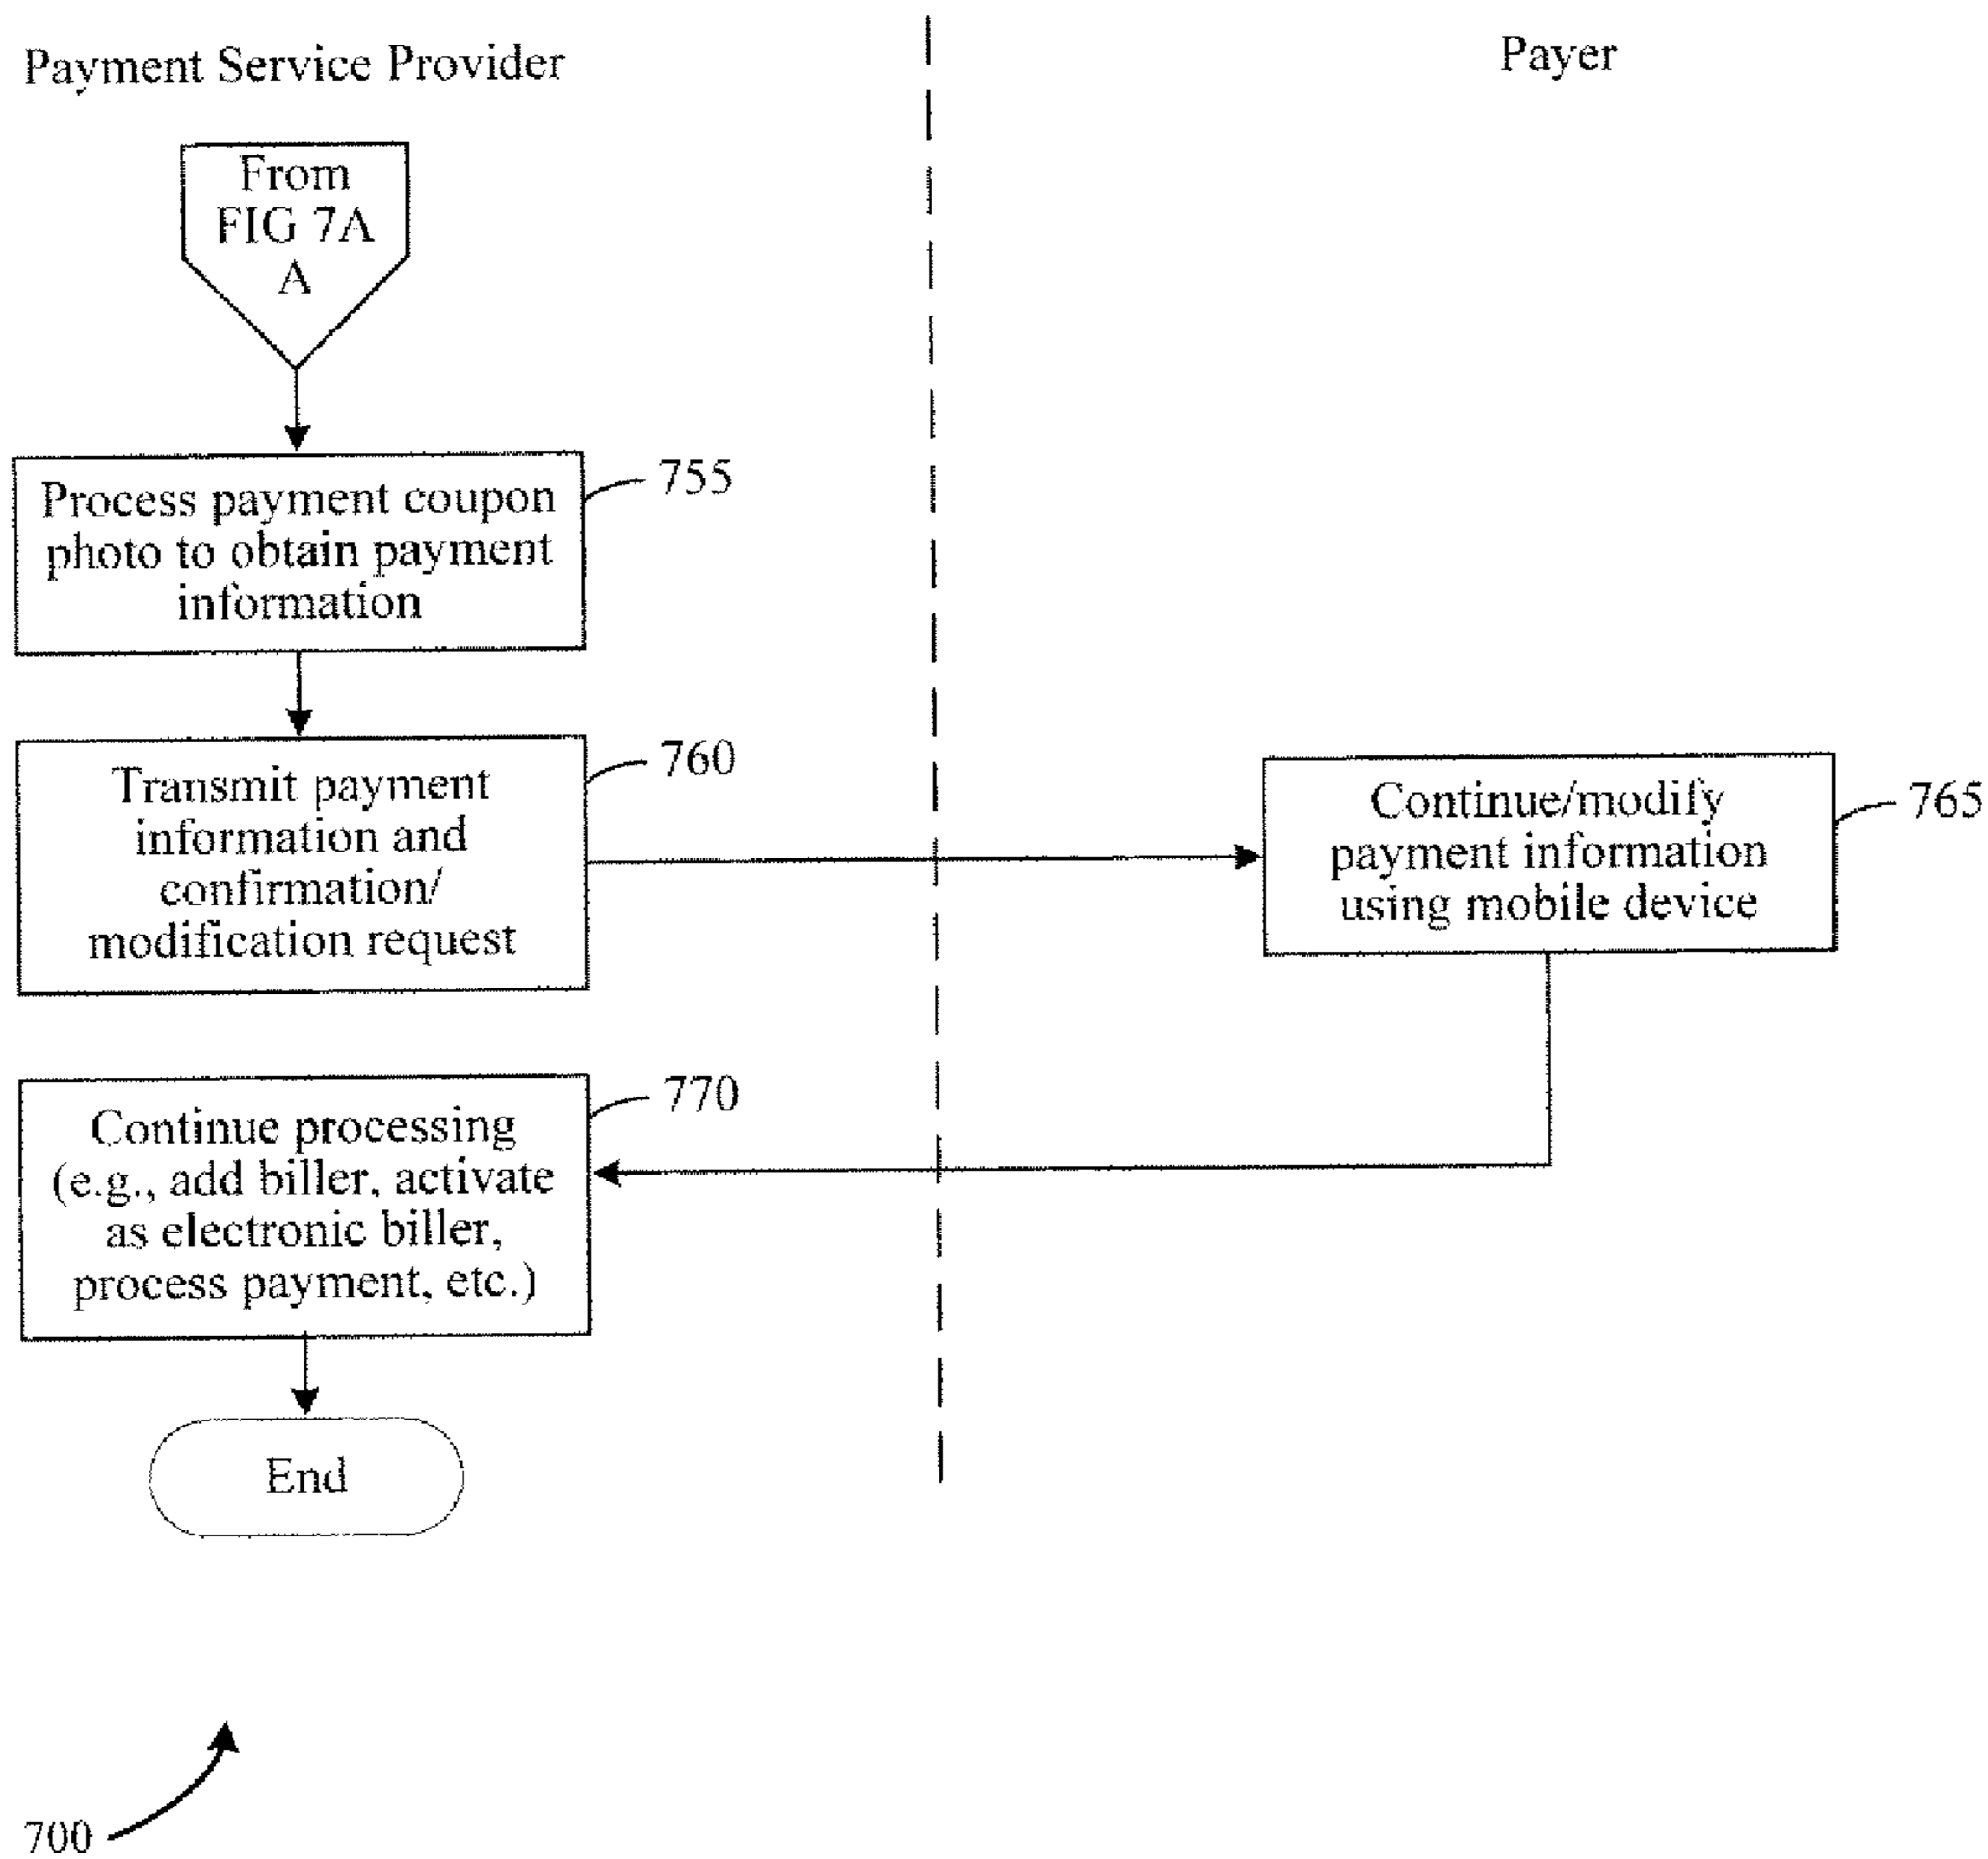 Payment Service Provider
Payer
From
FIG 7A
A
Process payment coupon
photo to obtain payment
information
755
Transmit payment
information and
confirmation/
modification request
760
Continue/modify
payment information
using mobile device
765
Continue processing
(e.g., add biller, activate
as electronic biller,
process payment, etc.)
770
End
700